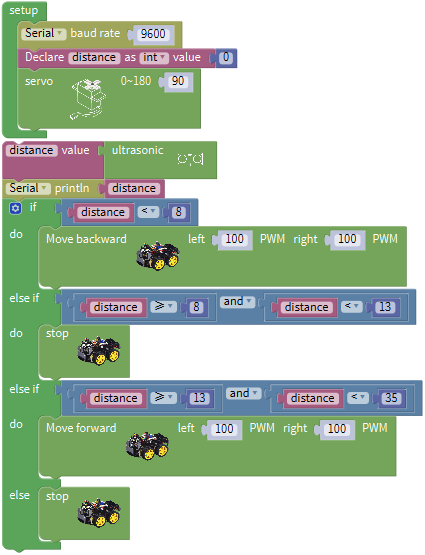 setup
Serial baud rate 9600
Declare distance as int value 0
servo 0~180 90
distance value ultrasonic
Serial println distance
if distance < 8
do Move backward left 100 PWM right 100 PWM
else if distance ≥ 8 and distance < 13
do stop
else if distance ≥ 13 and distance < 35
do Move forward left 100 PWM right 100 PWM
else stop